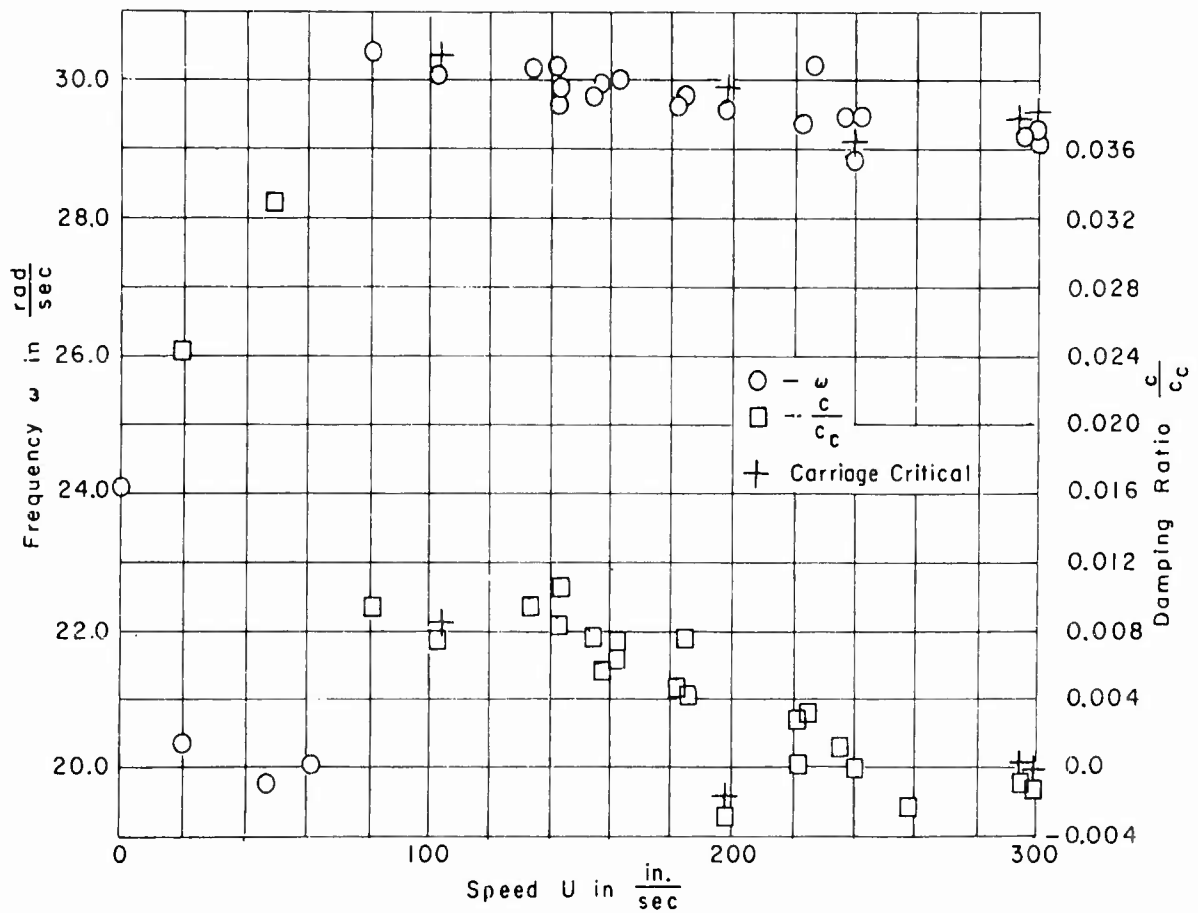 30.0
28.0
26.0
24.0
22.0
20.0
Frequency ω in rad/sec
0.036
0.032
0.028
0.024
0.020
0.016
0.012
0.008
0.004
0.0
-0.004
Damping Ratio c/c_c
○ - ω
□ - c/c_c
+ Carriage Critical
0 100 200 300
Speed U in in./sec